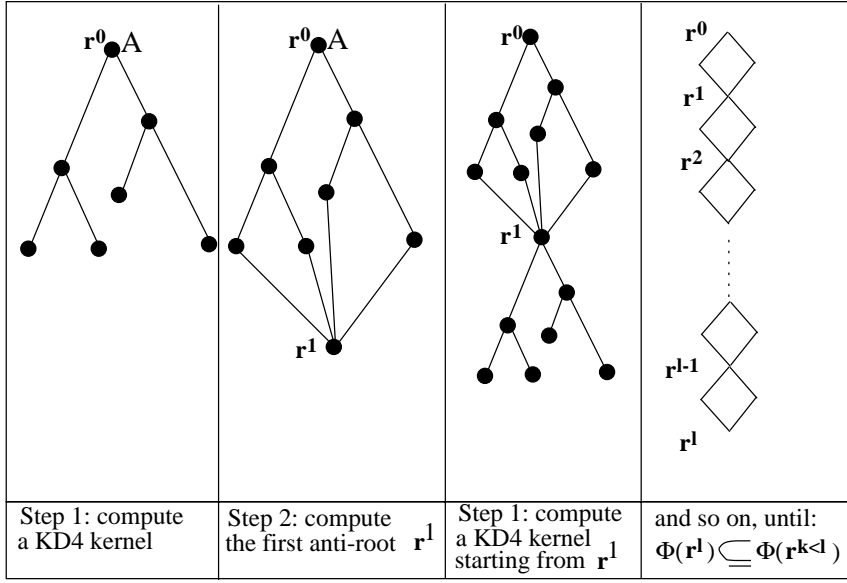 r⁰ A
r⁰ A
r¹
r⁰
r¹
r⁰
r¹
r²
rˡ⁻¹
rˡ
Step 1: compute
a KD4 kernel
Step 2: compute
the first anti-root r¹
Step 1: compute
a KD4 kernel
starting from r¹
and so on, until:
Φ(rˡ) ⊆ Φ(rᵏ<ˡ)